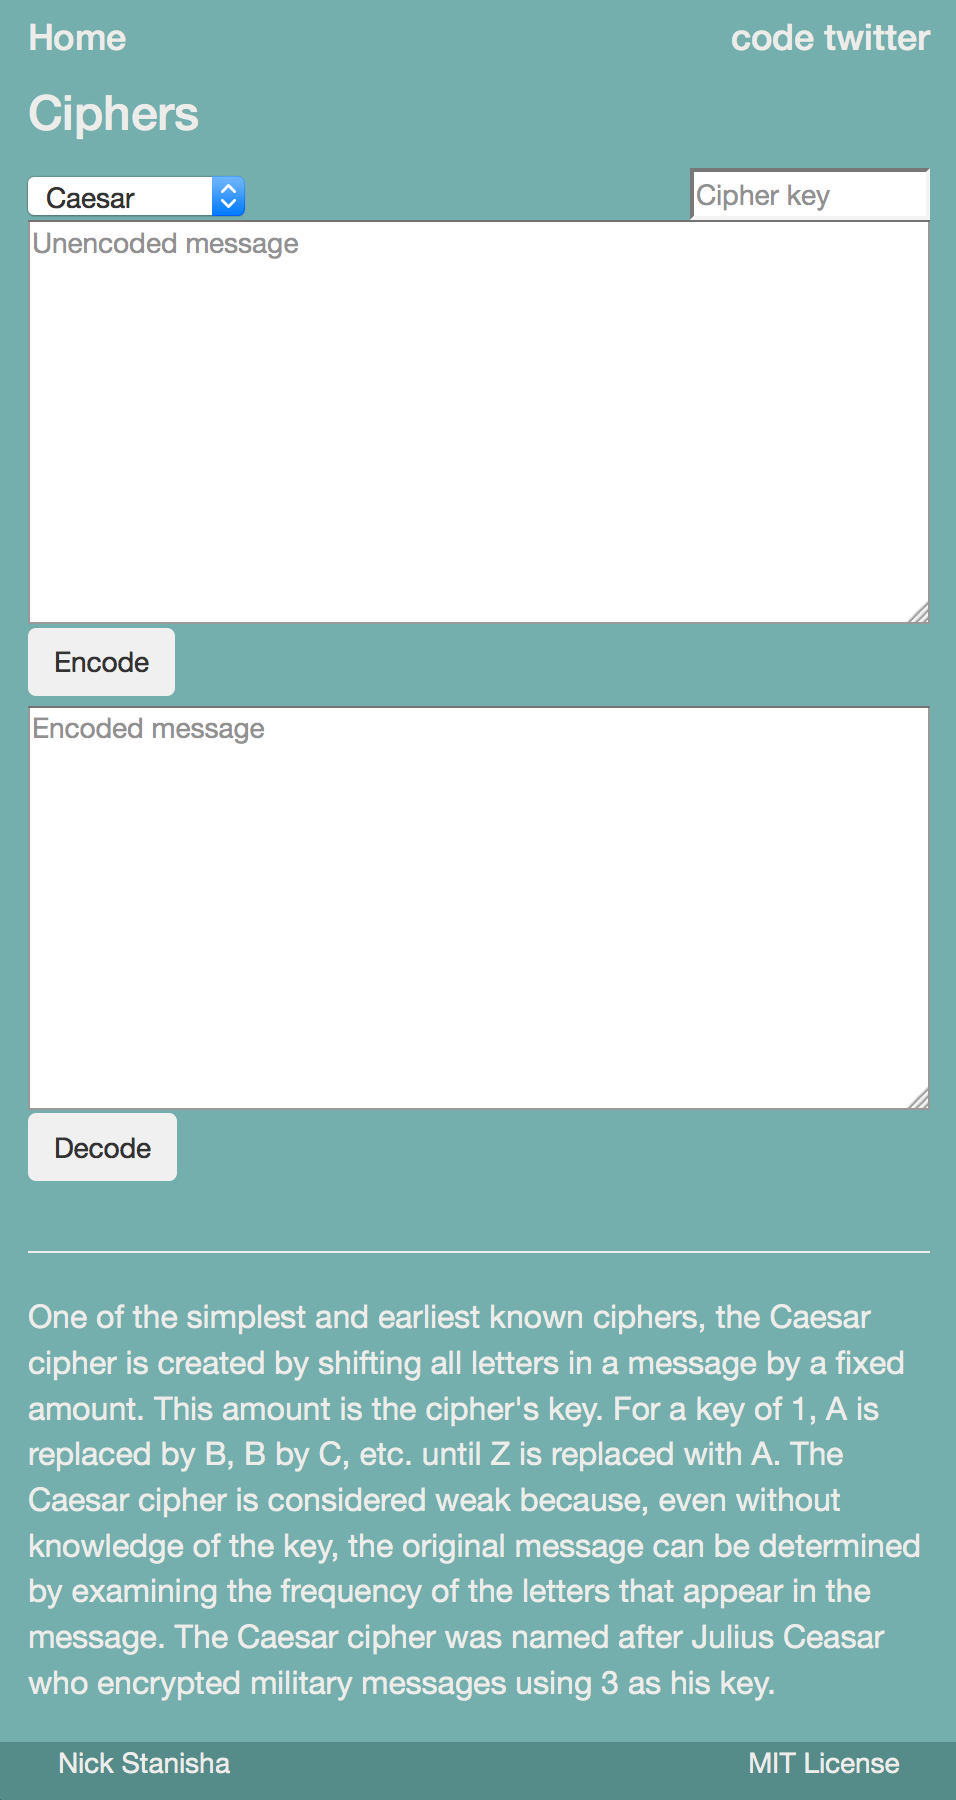 Home code twitter
Ciphers
Caesar Cipher key
Unencoded message
Encode
Encoded message
Decode
One of the simplest and earliest known ciphers, the Caesar
cipher is created by shifting all letters in a message by a fixed
amount. This amount is the cipher's key. For a key of 1, A is
replaced by B, B by C, etc. until Z is replaced with A. The
Caesar cipher is considered weak because, even without
knowledge of the key, the original message can be determined
by examining the frequency of the letters that appear in the
message. The Caesar cipher was named after Julius Ceasar
who encrypted military messages using 3 as his key.
Nick Stanisha MIT License